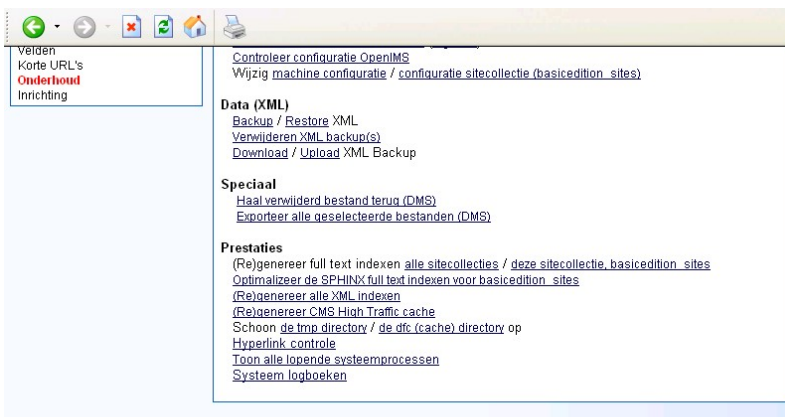 Velden
Korte URL's
Onderhoud
Inrichting
Controleer configuratie OpenIMS
Wijzig machine configuratie / configuratie sitecollectie (basicedition_sites)
Data (XML)
Backup / Restore XML
Verwijderen XML backup(s)
Download / Upload XML Backup
Speciaal
Haal verwijderd bestand terug (DMS)
Exporteer alle geselecteerde bestanden (DMS)
Prestaties
(Re)genereer full text indexen alle sitecollecties / deze sitecollectie, basicedition_sites
Optimalizeer de SPHINX full text indexen voor basicedition_sites
(Re)genereer alle XML indexen
(Re)genereer CMS High Traffic cache
Schoon de tmp directory / de dfc (cache) directory op
Hyperlink controle
Toon alle lopende systeemprocessen
Systeem logboeken